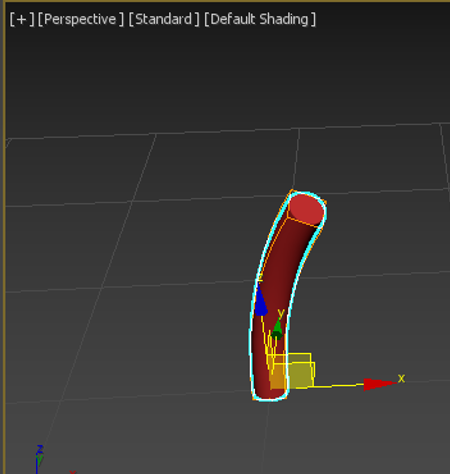 [+] [Perspective] [Standard] [Default Shading]
z
y
x
z